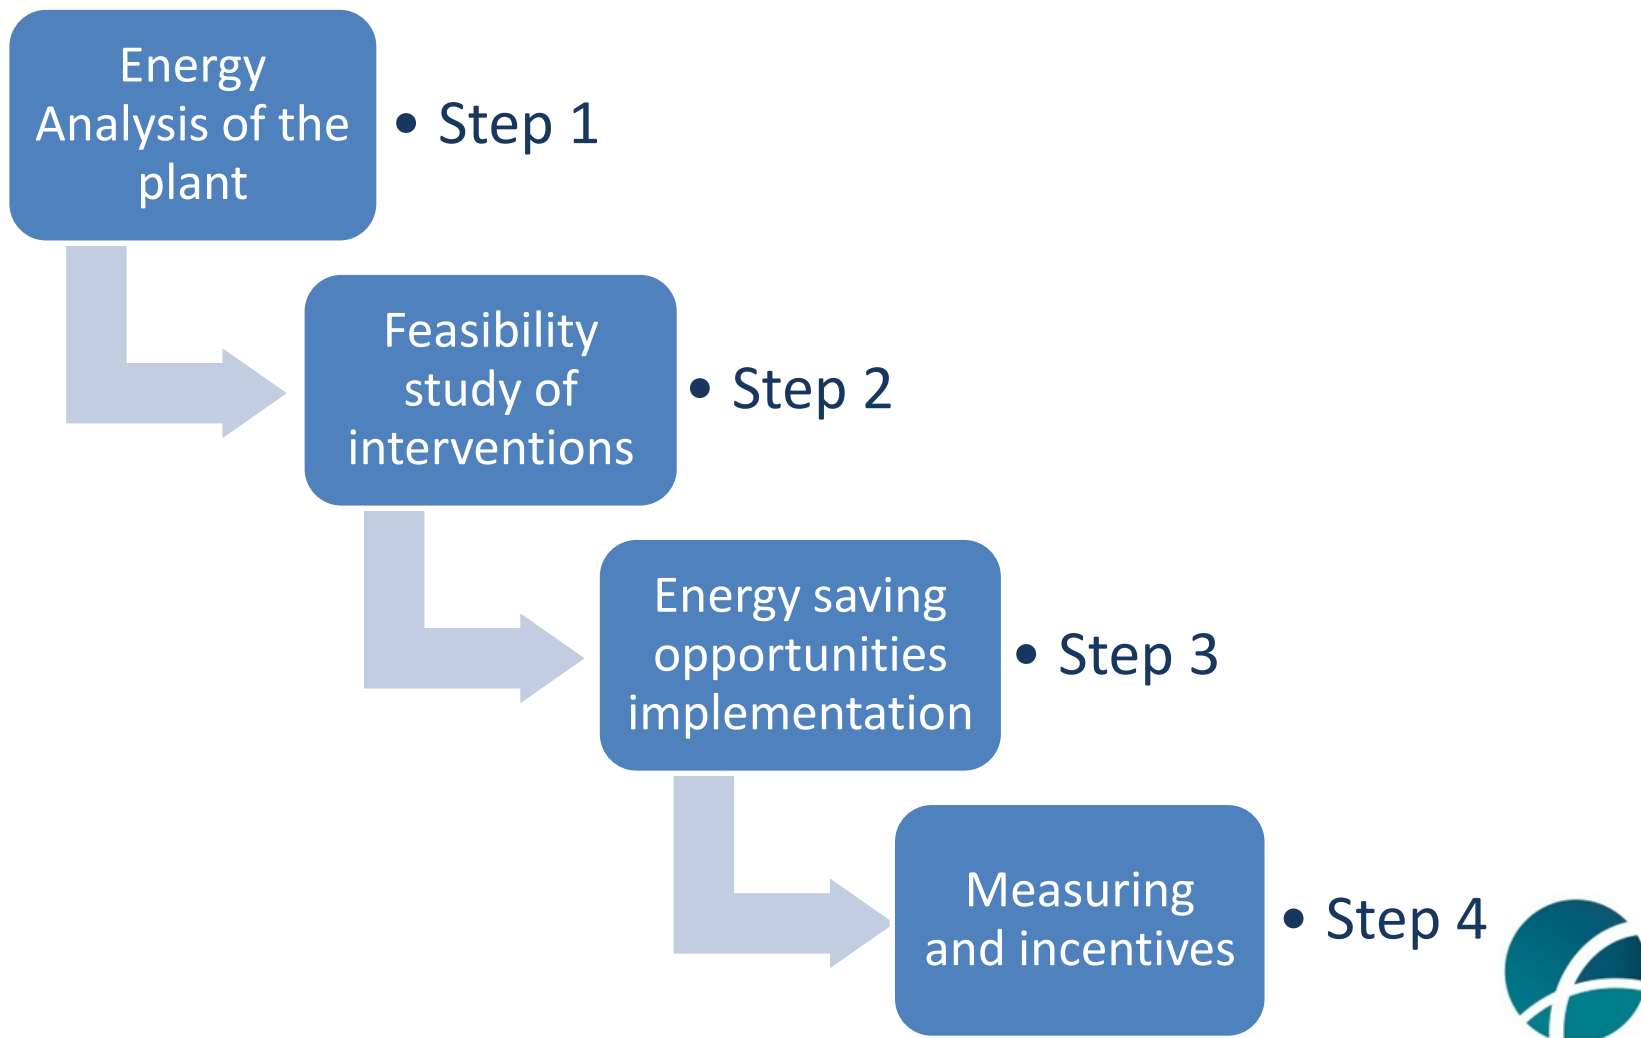 Energy
Analysis of the
plant
• Step 1
Feasibility
study of
interventions
• Step 2
Energy saving
opportunities
implementation
• Step 3
Measuring
and incentives
• Step 4